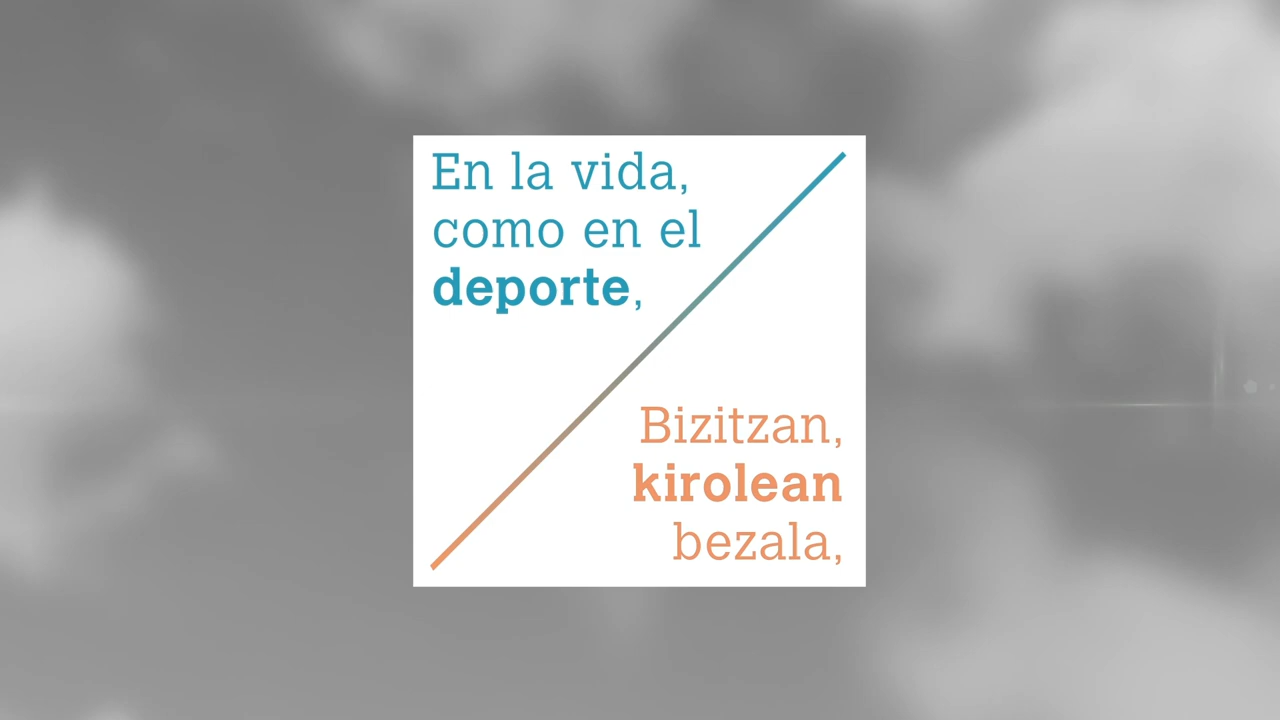 En la vida,
como en el
deporte,
Bizitzan,
kirolean
bezala,